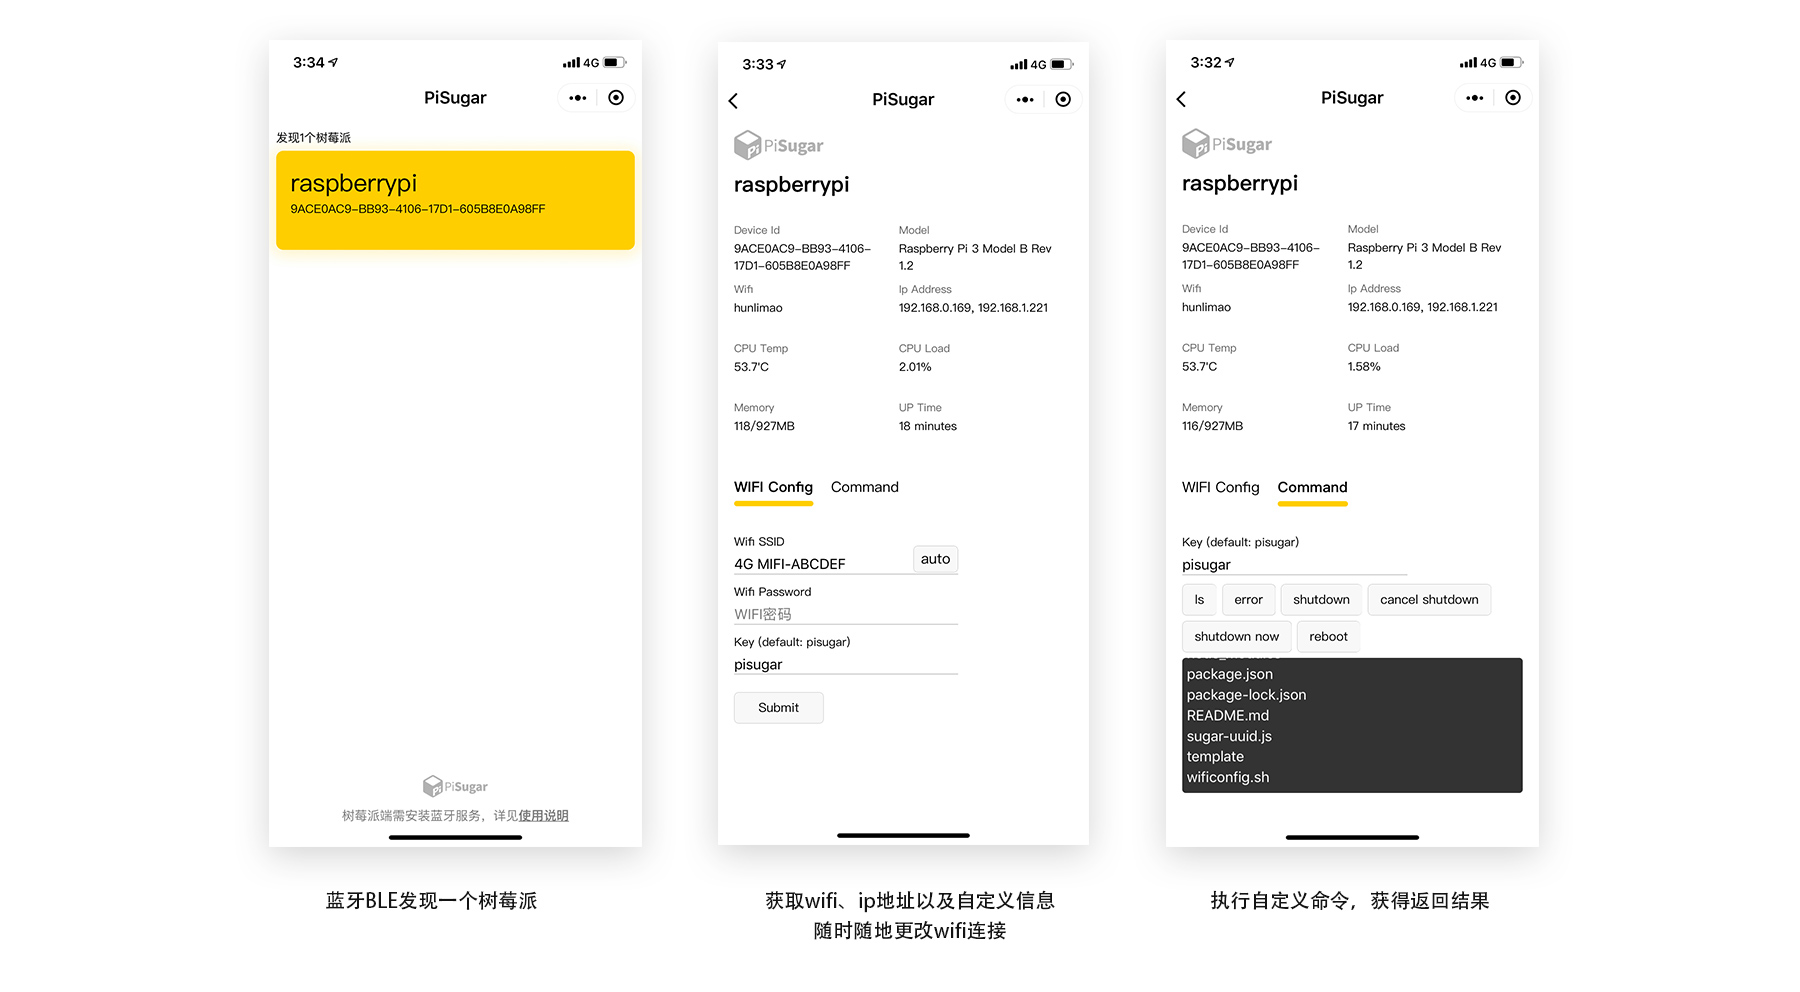 3:34
4G
PiSugar
发现1个树莓派
raspberrypi
9ACE0AC9-BB93-4106-17D1-605B8E0A98FF
Pi PiSugar
树莓派端需安装蓝牙服务，详见使用说明
蓝牙BLE发现一个树莓派
3:33
4G
PiSugar
Pi PiSugar
raspberrypi
Device Id
9ACE0AC9-BB93-4106-
17D1-605B8E0A98FF
Model
Raspberry Pi 3 Model B Rev
1.2
Wifi
hunlimao
Ip Address
192.168.0.169, 192.168.1.221
CPU Temp
53.7'C
CPU Load
2.01%
Memory
118/927MB
UP Time
18 minutes
WIFI Config
Command
Wifi SSID
4G MIFI-ABCDEF
auto
Wifi Password
WIFI密码
Key (default: pisugar)
pisugar
Submit
获取wifi、ip地址以及自定义信息
随时随地更改wifi连接
3:32
4G
PiSugar
Pi PiSugar
raspberrypi
Device Id
9ACE0AC9-BB93-4106-
17D1-605B8E0A98FF
Model
Raspberry Pi 3 Model B Rev
1.2
Wifi
hunlimao
Ip Address
192.168.0.169, 192.168.1.221
CPU Temp
53.7'C
CPU Load
1.58%
Memory
116/927MB
UP Time
17 minutes
WIFI Config
Command
Key (default: pisugar)
pisugar
ls
error
shutdown
cancel shutdown
shutdown now
reboot
package.json
package-lock.json
README.md
sugar-uuid.js
template
wificonfig.sh
执行自定义命令，获得返回结果